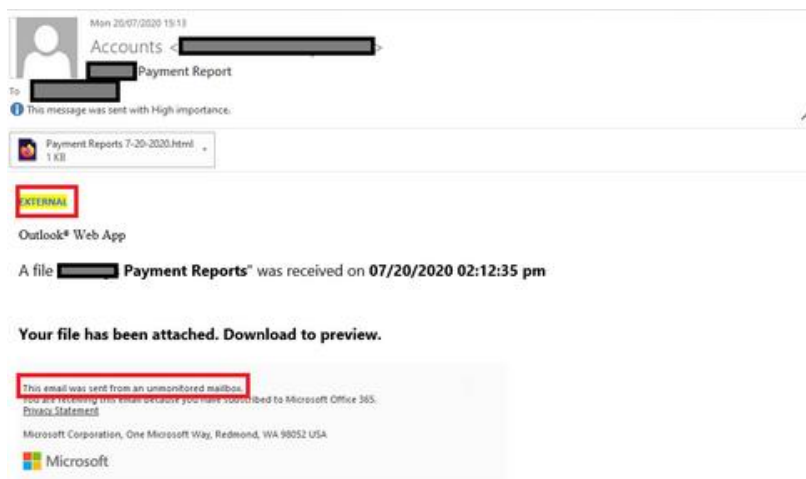 Mon 20/07/2020 15:13
Accounts < >
Payment Report
To
This message was sent with High importance.
Payment Reports 7-20-2020.html
1 KB
EXTERNAL
Outlook® Web App
A file Payment Reports" was received on 07/20/2020 02:12:35 pm
Your file has been attached. Download to preview.
This email was sent from an unmonitored mailbox.
You are receiving this email because you have subscribed to Microsoft Office 365.
Privacy Statement
Microsoft Corporation, One Microsoft Way, Redmond, WA 98052 USA
Microsoft